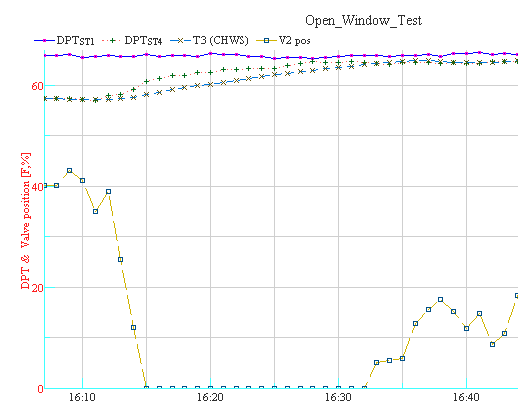 Open_Window_Test
DPTST1 DPTST4 T3 (CHWS) V2 pos
60
40
20
0
DPT & Valve position [F,%]
16:10 16:20 16:30 16:40